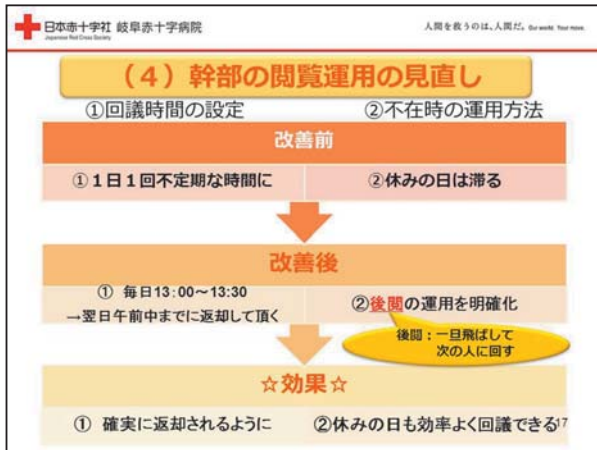 日本赤十字社 岐阜赤十字病院
Japanese Red Cross Society
人間を救うのは、人間だ。 Our world. Your move.
（4）幹部の閲覧運用の見直し
①回議時間の設定 ②不在時の運用方法
改善前
①１日１回不定期な時間に ②休みの日は滞る
改善後
① 毎日13:00～13:30
→翌日午前中までに返却して頂く
②後閲の運用を明確化
後閲：一旦飛ばして
次の人に回す
☆効果☆
① 確実に返却されるように ②休みの日も効率よく回議できる
17